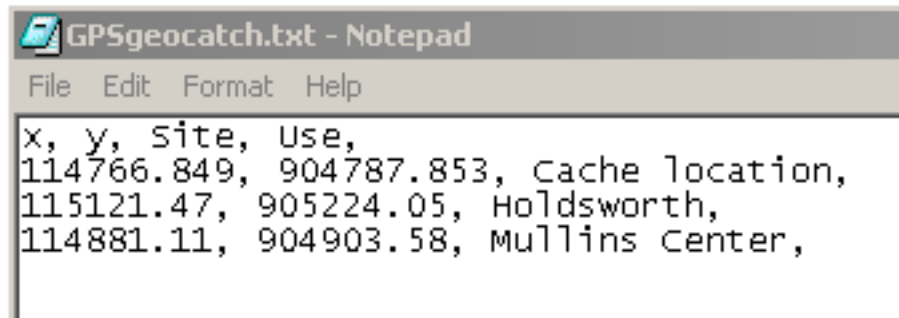 GPSgeocatch.txt - Notepad
File Edit Format Help
x, y, Site, Use,
114766.849, 904787.853, Cache location,
115121.47, 905224.05, Holdsworth,
114881.11, 904903.58, Mullins Center,